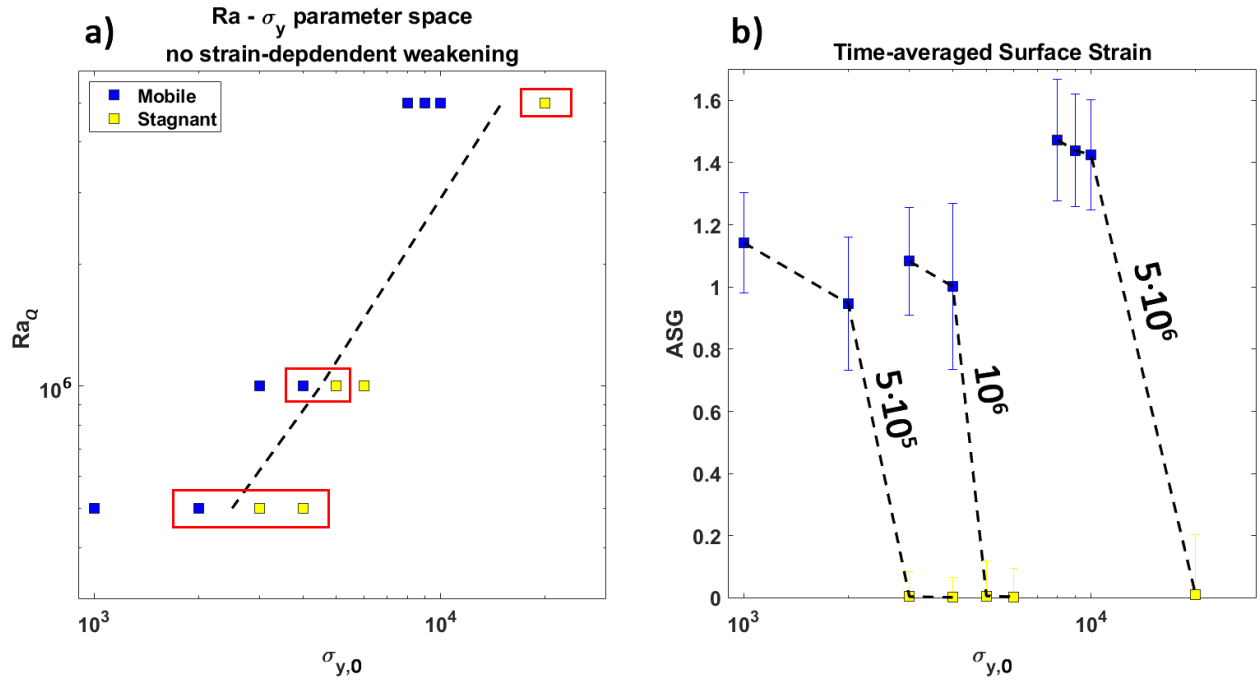 a)
Ra - σy parameter space
no strain-depdendent weakening
Mobile
Stagnant
RaQ
10^6
10^3
10^4
σy,0
b)
Time-averaged Surface Strain
ASG
1.6
1.4
1.2
1
0.8
0.6
0.4
0.2
0
5·10^5
10^6
5·10^6
10^3
10^4
σy,0